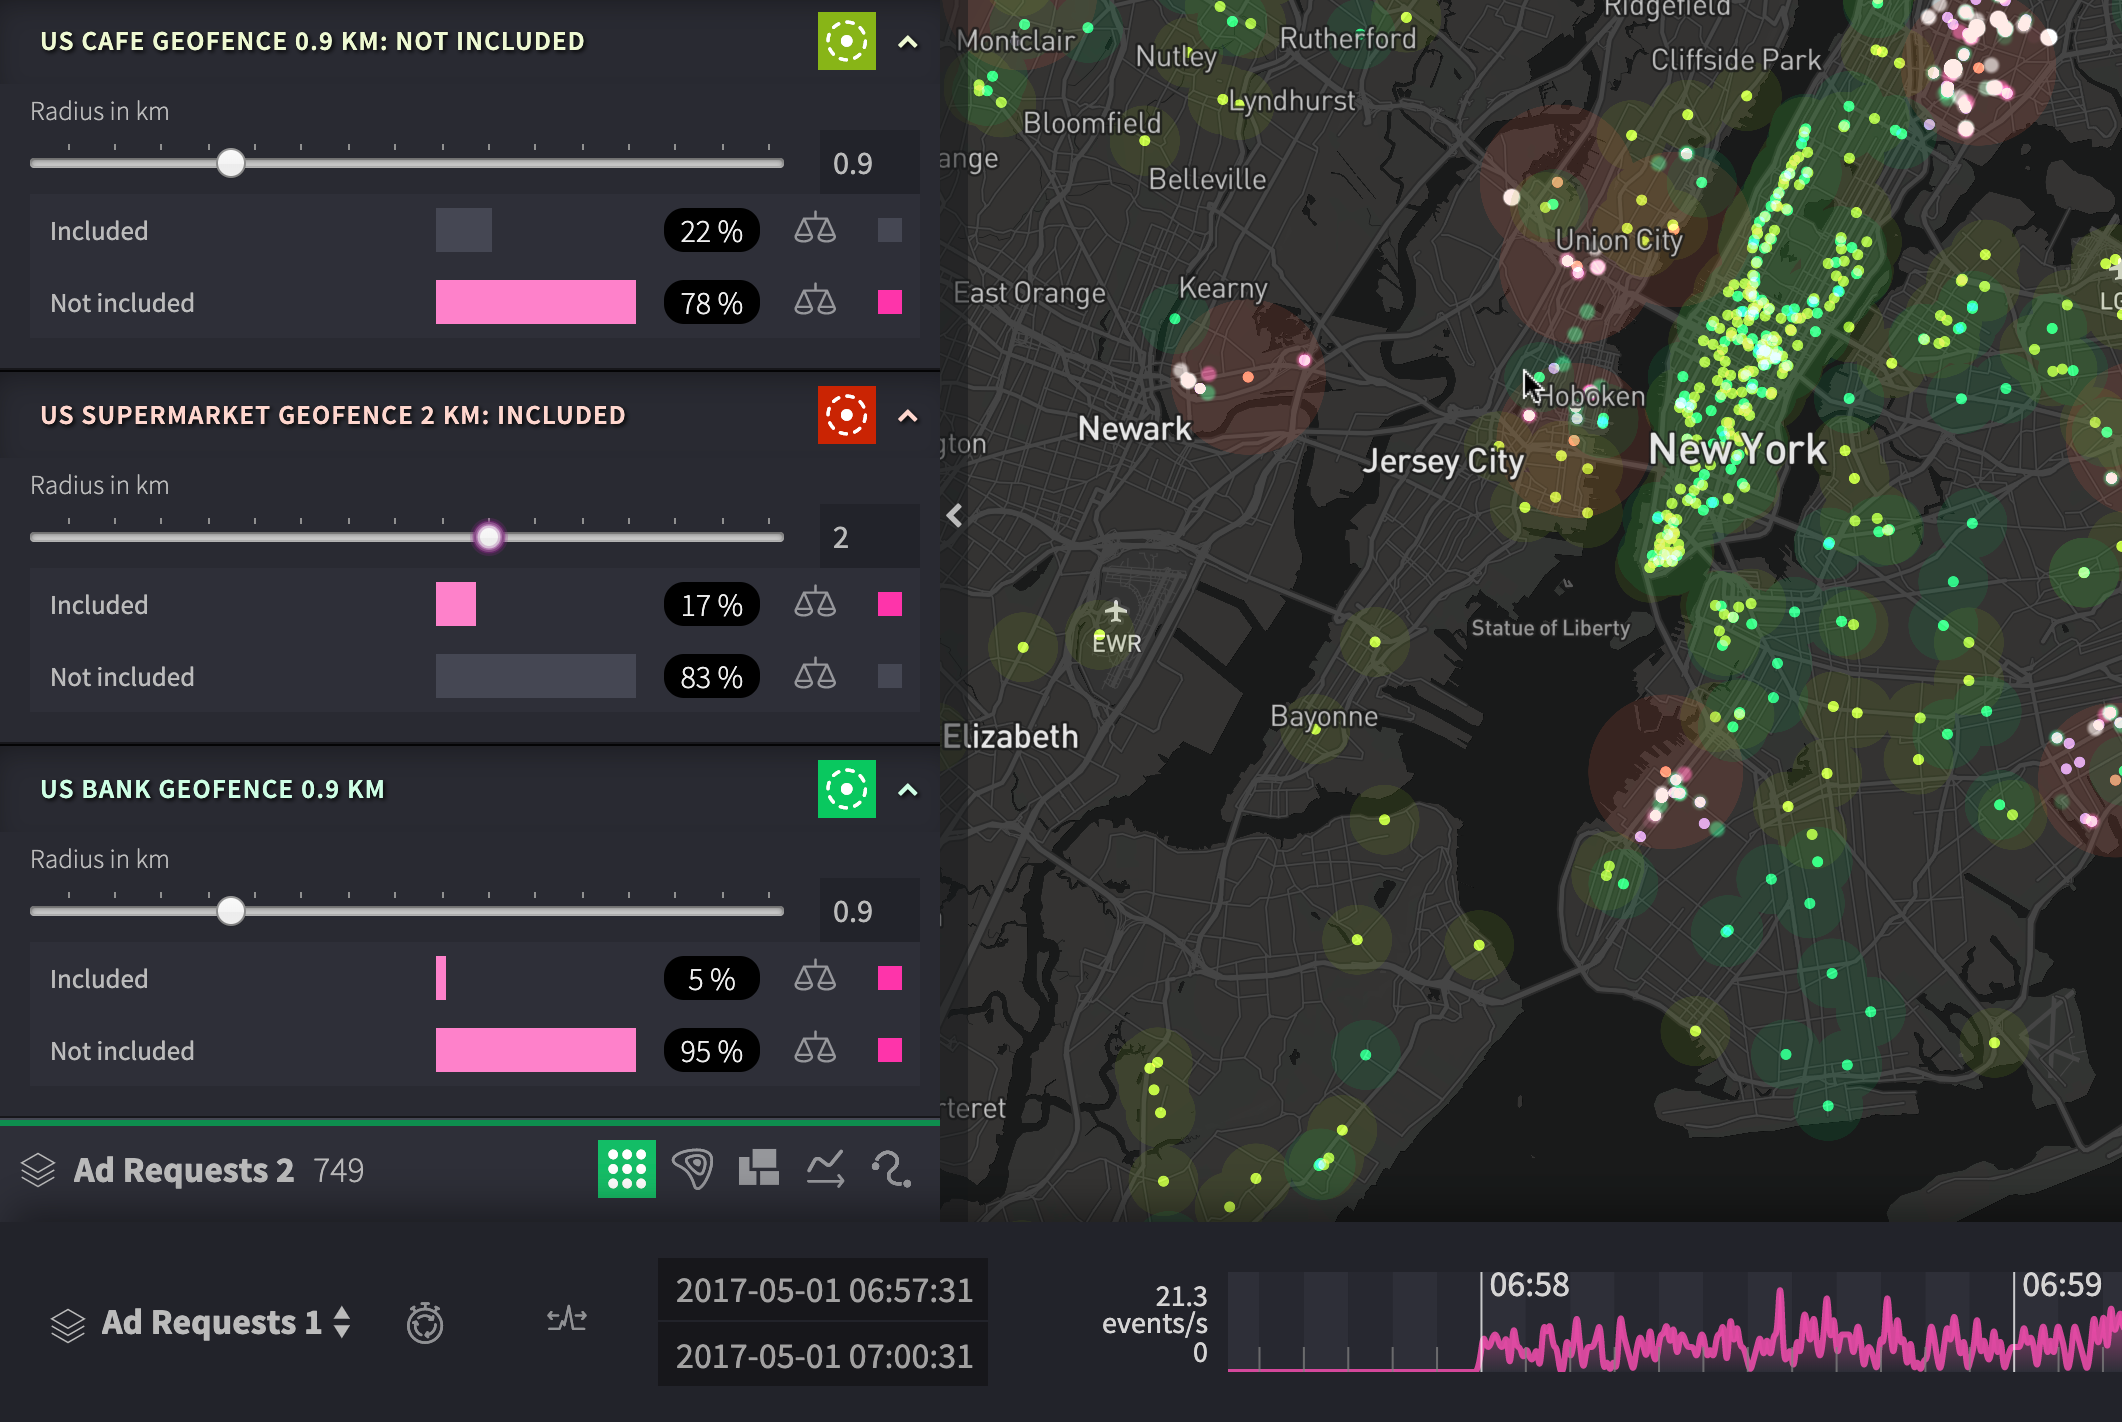 US CAFE GEOFENCE 0.9 KM: NOT INCLUDED
Radius in km
0.9
Included
22 %
Not included
78 %
US SUPERMARKET GEOFENCE 2 KM: INCLUDED
Radius in km
2
Included
17 %
Not included
83 %
US BANK GEOFENCE 0.9 KM
Radius in km
0.9
Included
5 %
Not included
95 %
Ad Requests 2 749
Ridgefield
Montclair
Nutley
Rutherford
Cliffside Park
Lyndhurst
Bloomfield
ange
Belleville
Union City
East Orange
Kearny
LG
Hoboken
Newark
gton
Jersey City
New York
EWR
Statue of Liberty
Bayonne
Elizabeth
rteret
Ad Requests 1
2017-05-01 06:57:31
2017-05-01 07:00:31
21.3
events/s
0
06:58
06:59